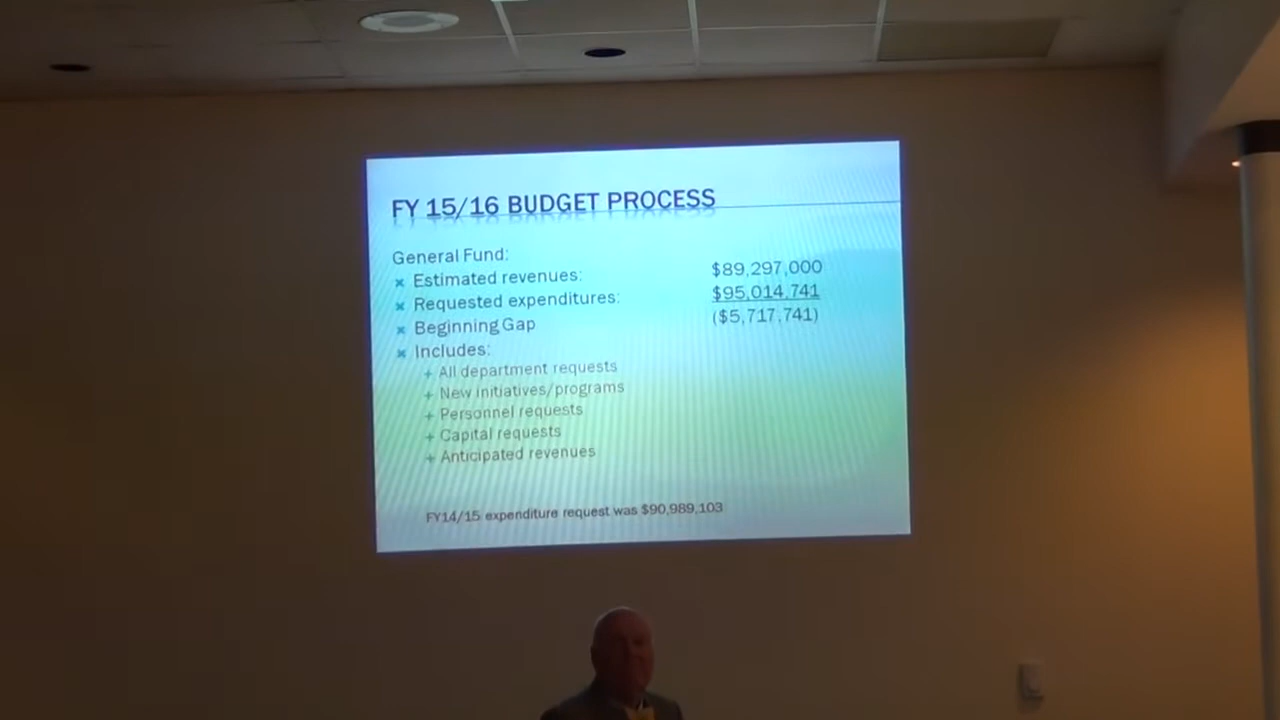 FY 15/16 BUDGET PROCESS
General Fund:
Estimated revenues: $89,297,000
Requested expenditures: $95,014,741
Beginning Gap ($5,717,741)
Includes:
+ All department requests
+ New initiatives/programs
+ Personnel requests
+ Capital requests
+ Anticipated revenues
FY14/15 expenditure request was $90,989,103